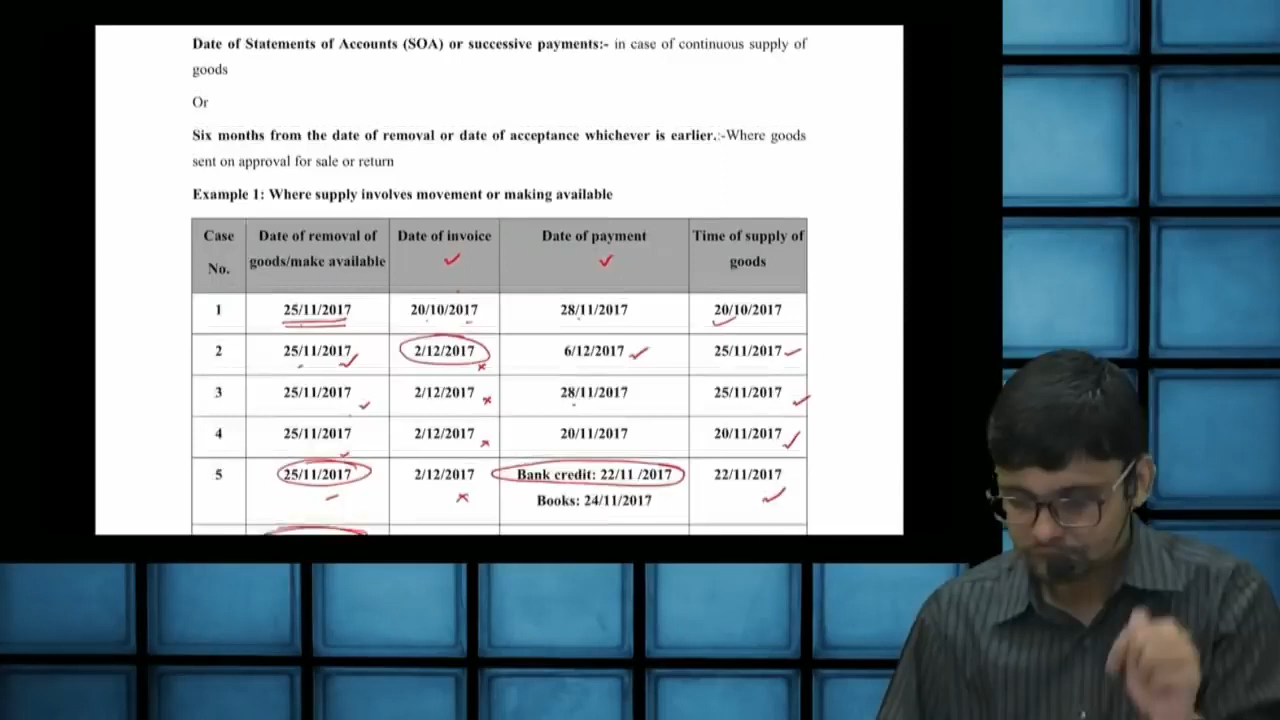 Date of Statements of Accounts (SOA) or successive payments:- in case of continuous supply of
goods
Or
Six months from the date of removal or date of acceptance whichever is earlier.:-Where goods
sent on approval for sale or return
Example 1: Where supply involves movement or making available
Case No. Date of removal of goods/make available Date of invoice Date of payment Time of supply of goods
1 25/11/2017 20/10/2017 28/11/2017 20/10/2017
2 25/11/2017 2/12/2017 6/12/2017 25/11/2017
3 25/11/2017 2/12/2017 28/11/2017 25/11/2017
4 25/11/2017 2/12/2017 20/11/2017 20/11/2017
5 25/11/2017 2/12/2017 Bank credit: 22/11 /2017 22/11/2017
Books: 24/11/2017